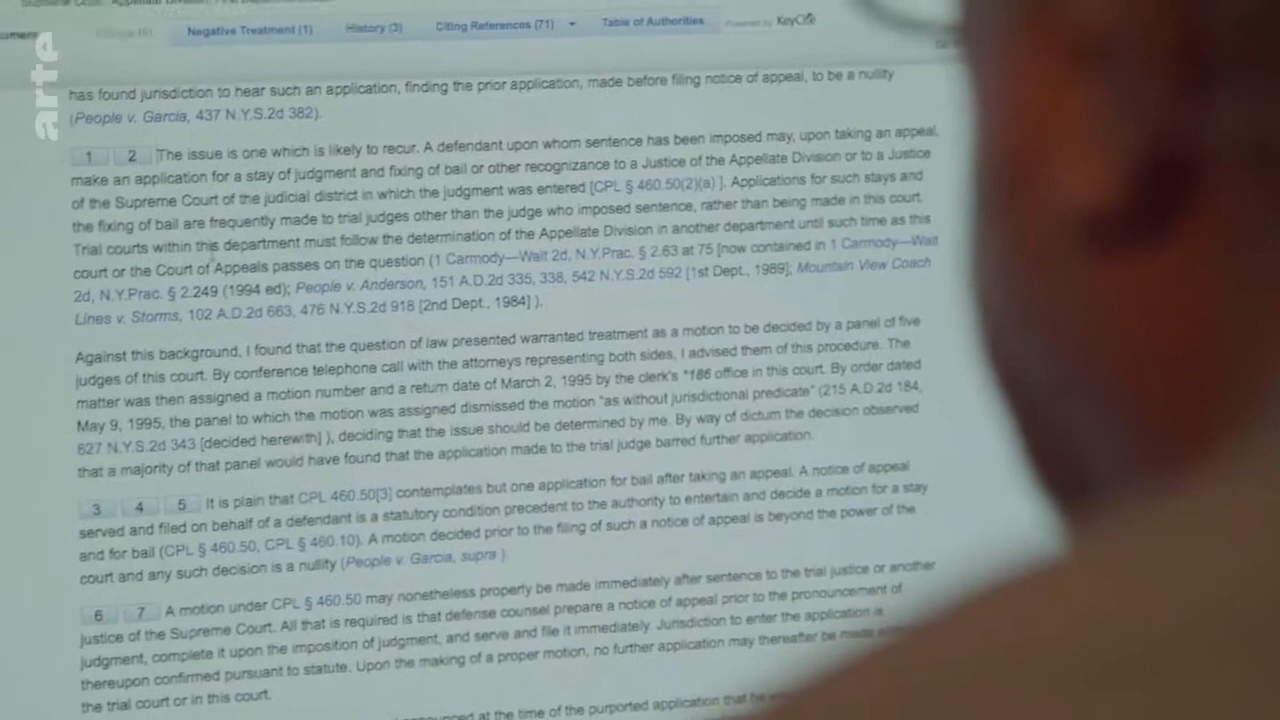 arte
Negative Treatment (1) History (3) Citing References (71) Table of Authorities Powered by KeyCite
has found jurisdiction to hear such an application, finding the prior application, made before filing notice of appeal, to be a nullity
(People v. Garcia, 437 N.Y.S.2d 382).
1 2 The issue is one which is likely to recur. A defendant upon whom sentence has been imposed may, upon taking an appeal,
make an application for a stay of judgment and fixing of bail or other recognizance to a Justice of the Appellate Division or to a Justice
of the Supreme Court of the judicial district in which the judgment was entered [CPL § 460.50(2)(a) ]. Applications for such stays and
the fixing of bail are frequently made to trial judges other than the judge who imposed sentence, rather than being made in this court.
Trial courts within this department must follow the determination of the Appellate Division in another department until such time as this
court or the Court of Appeals passes on the question (1 Carmody—Wait 2d, N.Y.Prac. § 2.63 at 75 [now contained in 1 Carmody—Wait
2d, N.Y.Prac. § 2.249 (1994 ed); People v. Anderson, 151 A.D.2d 335, 338, 542 N.Y.S.2d 592 [1st Dept., 1989]; Mountain View Coach
Lines v. Storms, 102 A.D.2d 663, 476 N.Y.S.2d 918 [2nd Dept., 1984] ).
Against this background, I found that the question of law presented warranted treatment as a motion to be decided by a panel of five
judges of this court. By conference telephone call with the attorneys representing both sides, I advised them of this procedure. The
matter was then assigned a motion number and a return date of March 2, 1995 by the clerk's *186 office in this court. By order dated
May 9, 1995, the panel to which the motion was assigned dismissed the motion "as without jurisdictional predicate" (215 A.D.2d 184,
627 N.Y.S.2d 343 [decided herewith] ), deciding that the issue should be determined by me. By way of dictum the decision observed
that a majority of that panel would have found that the application made to the trial judge barred further application.
3 4 5 It is plain that CPL 460.50[3] contemplates but one application for bail after taking an appeal. A notice of appeal
served and filed on behalf of a defendant is a statutory condition precedent to the authority to entertain and decide a motion for a stay
and for bail (CPL § 460.50, CPL § 460.10). A motion decided prior to the filing of such a notice of appeal is beyond the power of the
court and any such decision is a nullity (People v. Garcia, supra ).
6 7 A motion under CPL § 460.50 may nonetheless properly be made immediately after sentence to the trial justice or another
justice of the Supreme Court. All that is required is that defense counsel prepare a notice of appeal prior to the pronouncement of
judgment, complete it upon the imposition of judgment, and serve and file it immediately. Jurisdiction to enter the application is
thereupon confirmed pursuant to statute. Upon the making of a proper motion, no further application may thereafter be made
the trial court or in this court.
at the time of the purported application that he